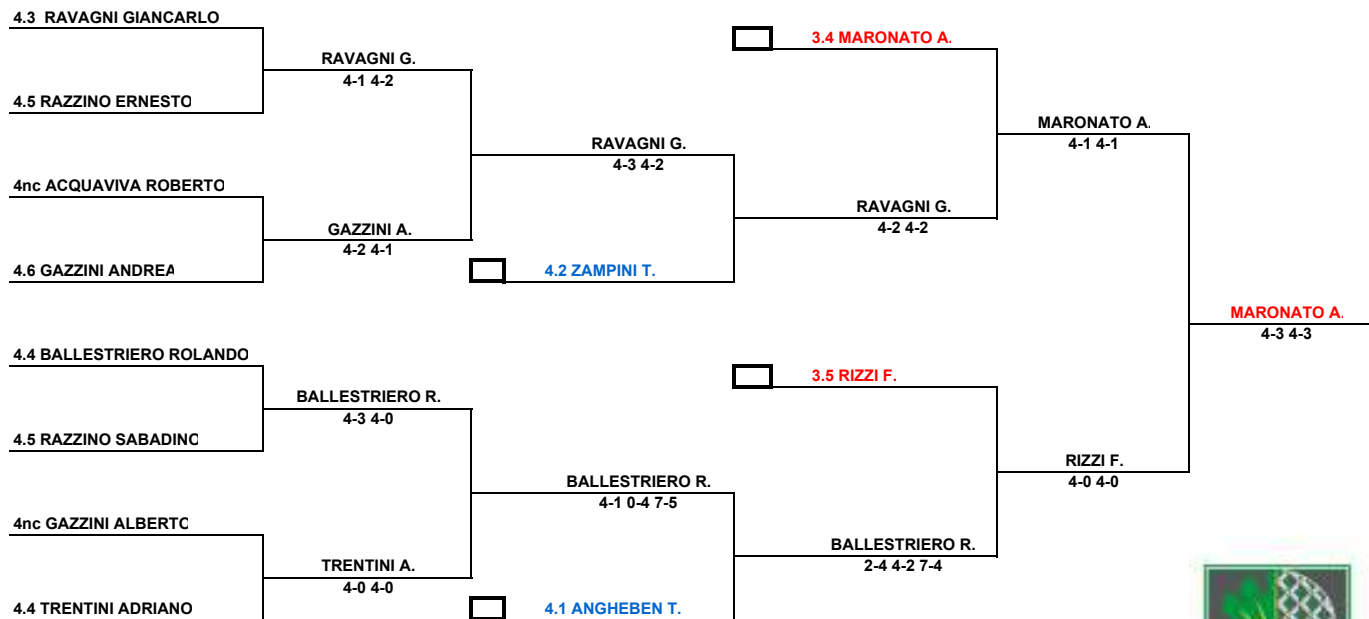 4.3 RAVAGNI GIANCARLO
3.4 MARONATO A.
RAVAGNI G.
4-1 4-2
4.5 RAZZINO ERNESTO
MARONATO A.
4-1 4-1
RAVAGNI G.
4-3 4-2
4nc ACQUAVIVA ROBERTO
RAVAGNI G.
4-2 4-2
GAZZINI A.
4-2 4-1
4.6 GAZZINI ANDREA
4.2 ZAMPINI T.
MARONATO A.
4-3 4-3
4.4 BALLESTRIERO ROLANDO
3.5 RIZZI F.
BALLESTRIERO R.
4-3 4-0
4.5 RAZZINO SABADINO
RIZZI F.
4-0 4-0
BALLESTRIERO R.
4-1 0-4 7-5
4nc GAZZINI ALBERTO
BALLESTRIERO R.
2-4 4-2 7-4
TRENTINI A.
4-0 4-0
4.4 TRENTINI ADRIANO
4.1 ANGHEBEN T.